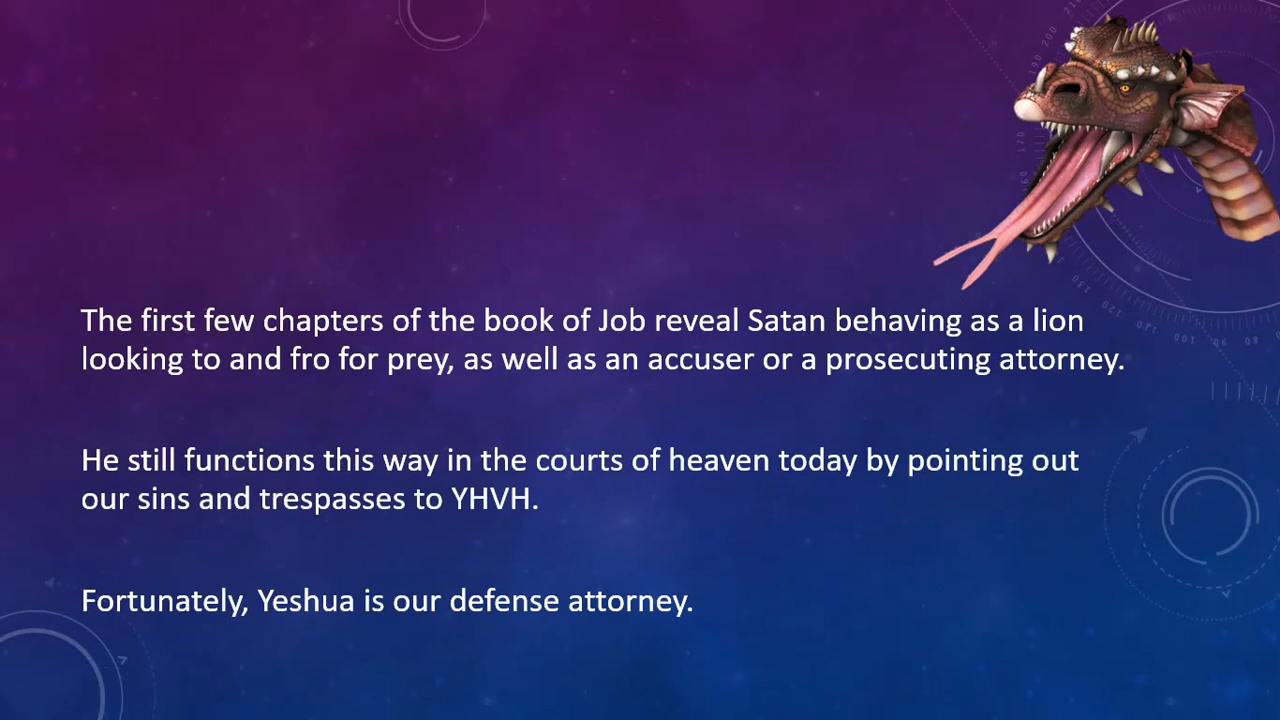 The first few chapters of the book of Job reveal Satan behaving as a lion
looking to and fro for prey, as well as an accuser or a prosecuting attorney.
He still functions this way in the courts of heaven today by pointing out
our sins and trespasses to YHVH.
Fortunately, Yeshua is our defense attorney.